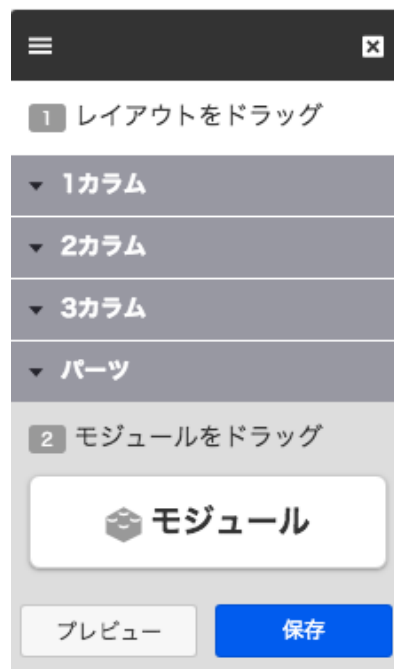 1 レイアウトをドラッグ
1カラム
2カラム
3カラム
パーツ
2 モジュールをドラッグ
モジュール
プレビュー 保存